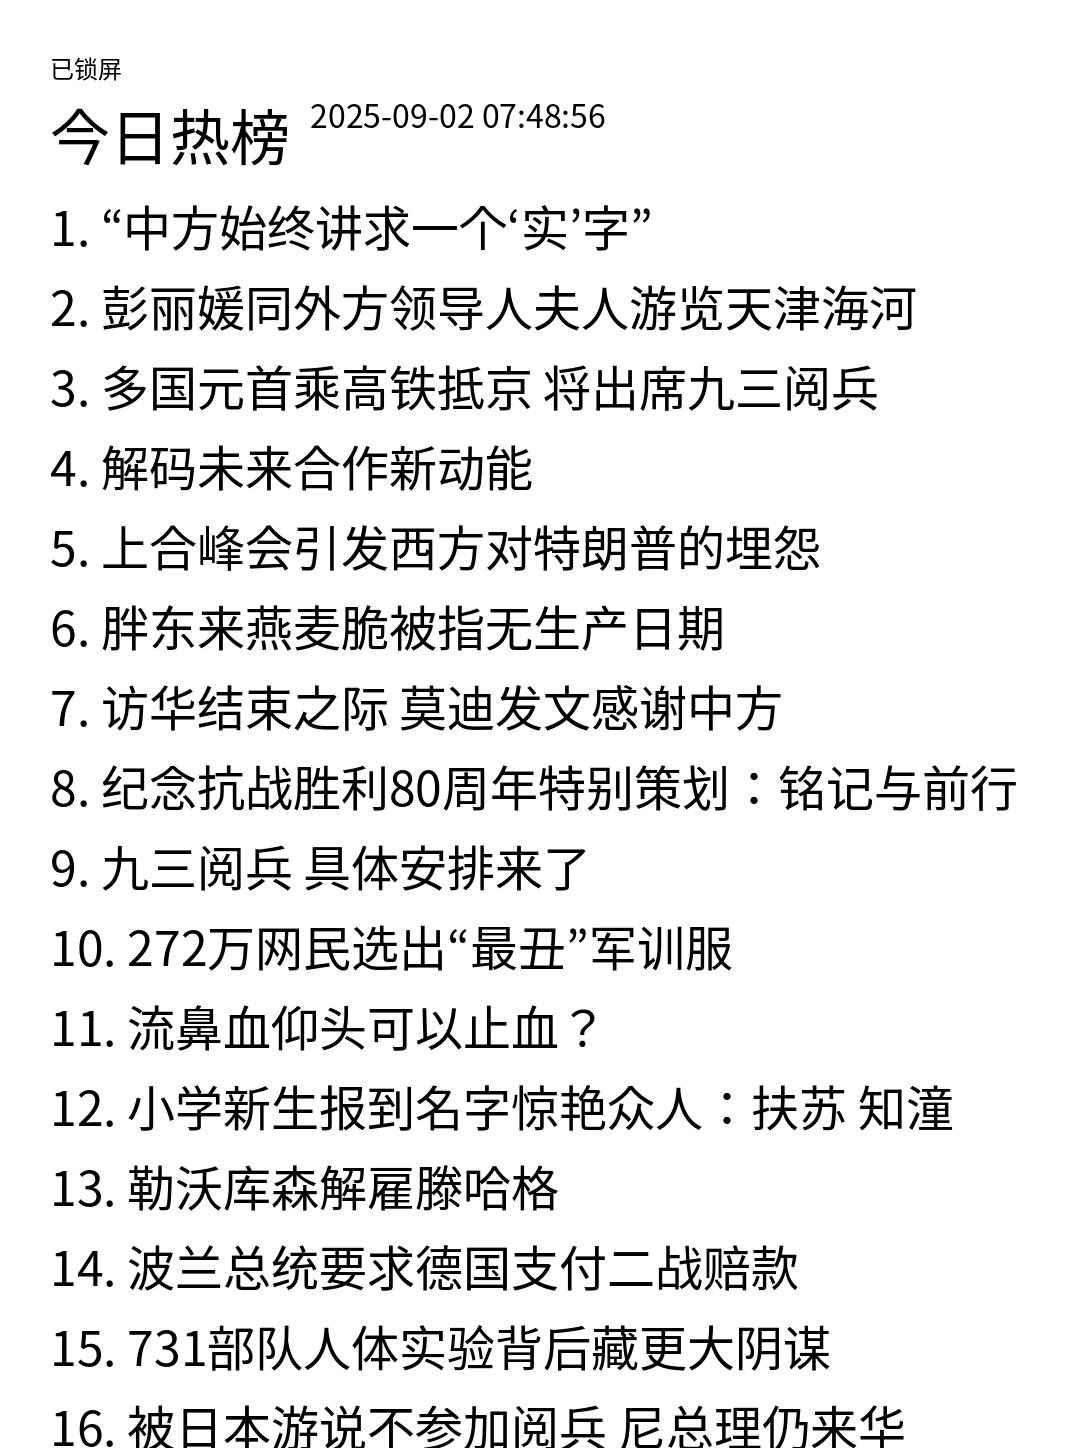 已锁屏
今日热榜 2025-09-02 07:48:56
1. “中方始终讲求一个‘实’字”
2. 彭丽媛同外方领导人夫人游览天津海河
3. 多国元首乘高铁抵京 将出席九三阅兵
4. 解码未来合作新动能
5. 上合峰会引发西方对特朗普的埋怨
6. 胖东来燕麦脆被指无生产日期
7. 访华结束之际 莫迪发文感谢中方
8. 纪念抗战胜利80周年特别策划：铭记与前行
9. 九三阅兵 具体安排来了
10. 272万网民选出“最丑”军训服
11. 流鼻血仰头可以止血？
12. 小学新生报到名字惊艳众人：扶苏 知潼
13. 勒沃库森解雇滕哈格
14. 波兰总统要求德国支付二战赔款
15. 731部队人体实验背后藏更大阴谋
16. 被日本游说不参加阅兵 尼总理仍来华